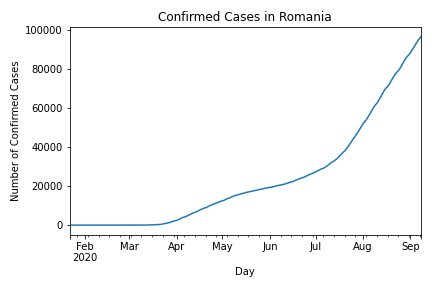 Confirmed Cases in Romania
100000
80000
60000
40000
20000
0
Number of Confirmed Cases
Feb Mar Apr May Jun Jul Aug Sep
2020
Day